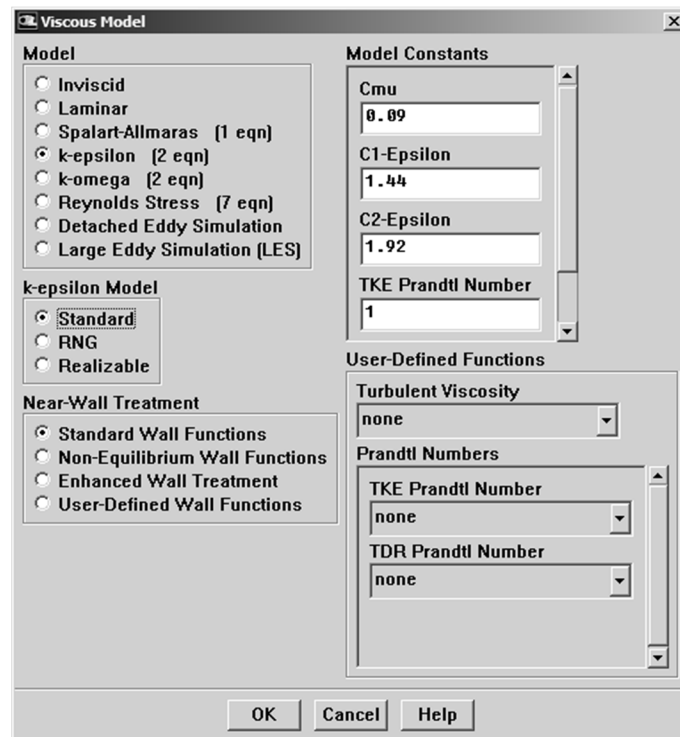 Viscous Model
Model
Inviscid
Laminar
Spalart-Allmaras (1 eqn)
k-epsilon (2 eqn)
k-omega (2 eqn)
Reynolds Stress (7 eqn)
Detached Eddy Simulation
Large Eddy Simulation (LES)
k-epsilon Model
Standard
RNG
Realizable
Near-Wall Treatment
Standard Wall Functions
Non-Equilibrium Wall Functions
Enhanced Wall Treatment
User-Defined Wall Functions
Model Constants
Cmu
0.09
C1-Epsilon
1.44
C2-Epsilon
1.92
TKE Prandtl Number
1
User-Defined Functions
Turbulent Viscosity
none
Prandtl Numbers
TKE Prandtl Number
none
TDR Prandtl Number
none
OK Cancel Help